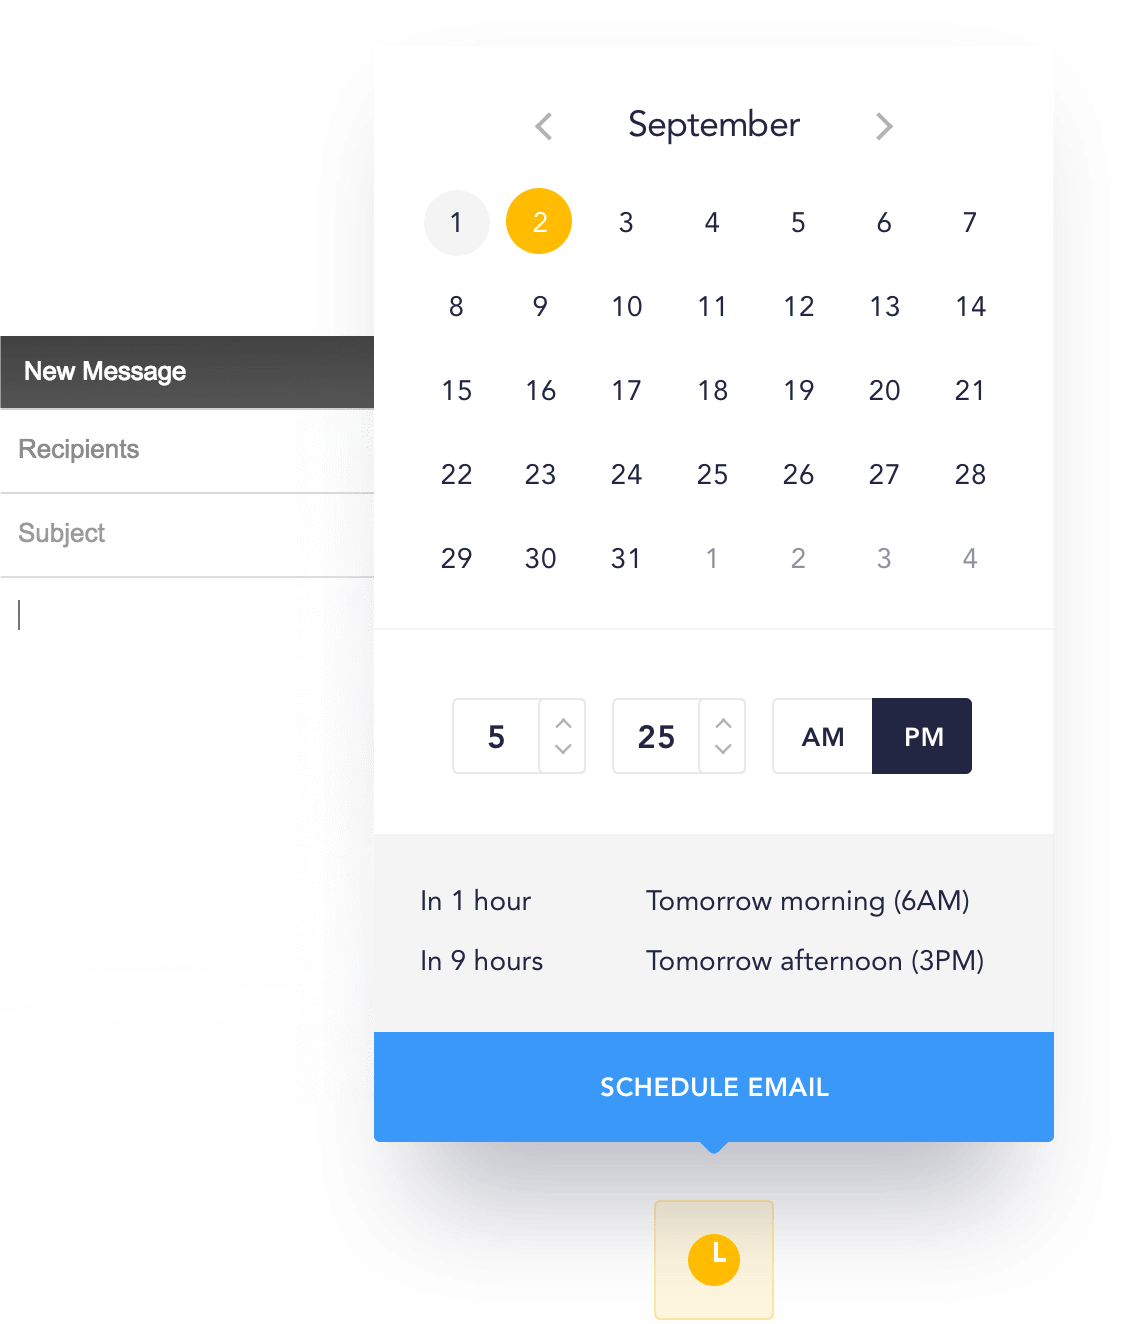 September
1 2 3 4 5 6 7
8 9 10 11 12 13 14
15 16 17 18 19 20 21
22 23 24 25 26 27 28
29 30 31 1 2 3 4
New Message
Recipients
Subject
5 25 AM PM
In 1 hour Tomorrow morning (6AM)
In 9 hours Tomorrow afternoon (3PM)
SCHEDULE EMAIL